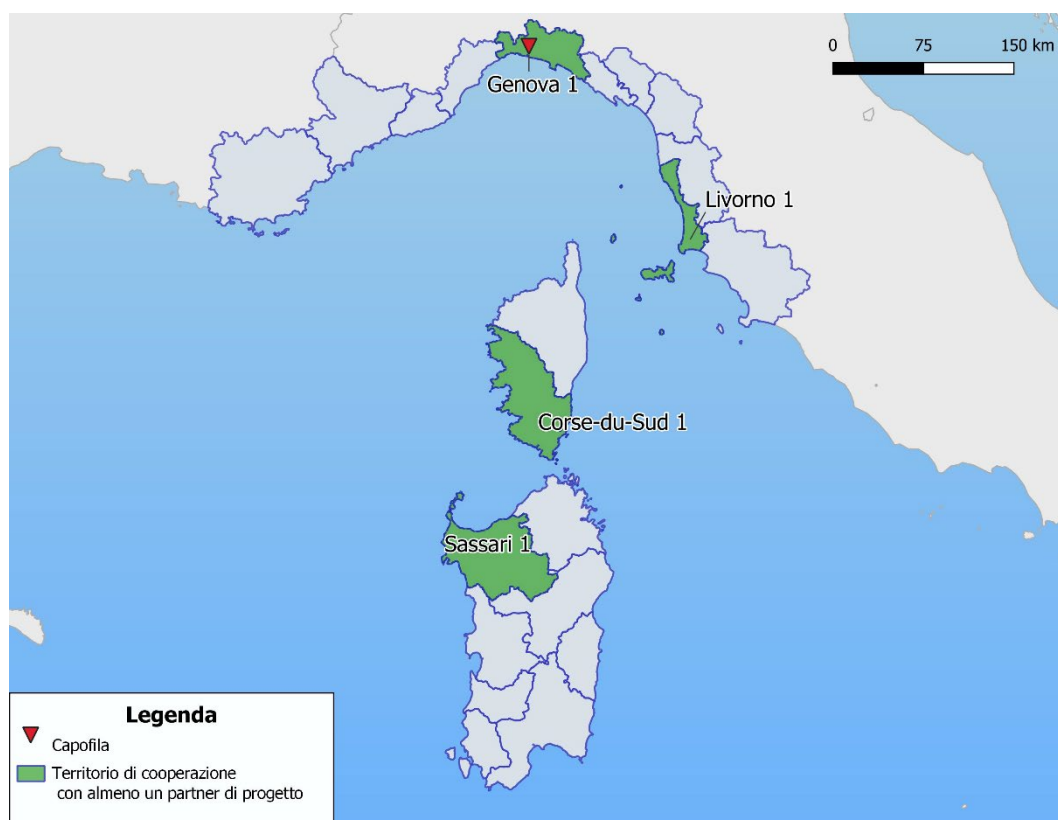 0 75 150 km
Genova 1
Livorno 1
Corse-du-Sud 1
Sassari 1
Legenda
Capofila
Territorio di cooperazione
con almeno un partner di progetto